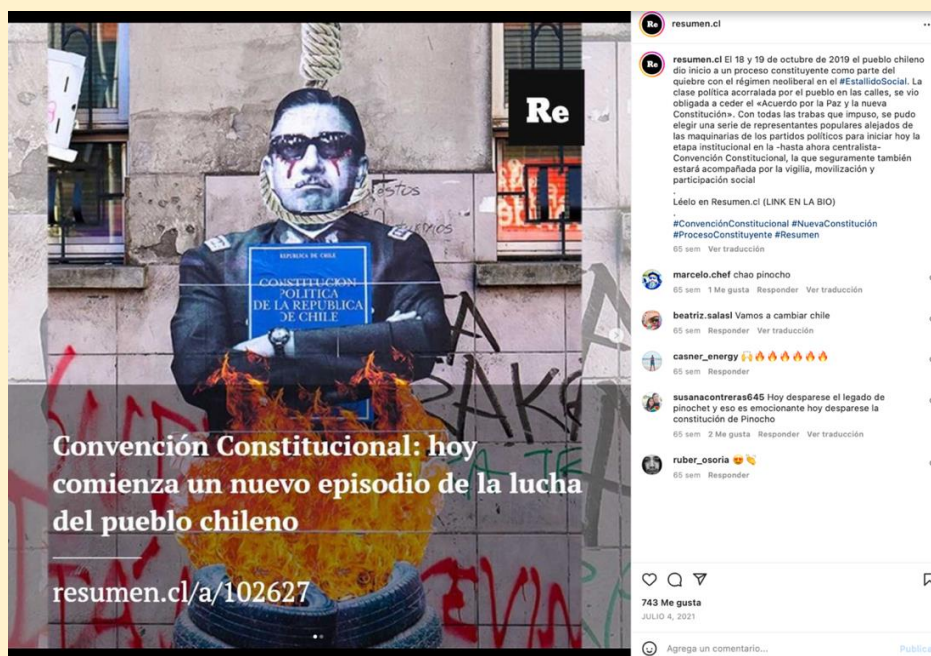 Re
REPUBLICA DE CHILE
CONSTITUCION
POLITICA
DE LA REPUBLICA
DE CHILE
Convención Constitucional: hoy
comienza un nuevo episodio de la lucha
del pueblo chileno
resumen.cl/a/102627
Re resumen.cl
Re resumen.cl El 18 y 19 de octubre de 2019 el pueblo chileno
dio inicio a un proceso constituyente como parte del
quiebre con el régimen neoliberal en el #EstallidoSocial. La
clase política acorralada por el pueblo en las calles, se vio
obligada a ceder el «Acuerdo por la Paz y la nueva
Constitución». Con todas las trabas que impuso, se pudo
elegir una serie de representantes populares alejados de
las maquinarias de los partidos políticos para iniciar hoy la
etapa institucional en la -hasta ahora centralista-
Convención Constitucional, la que seguramente también
estará acompañada por la vigilia, movilización y
participación social
.
Léelo en Resumen.cl (LINK EN LA BIO)
.
#ConvenciónConstitucional #NuevaConstitución
#ProcesoConstituyente #Resumen
65 sem Ver traducción
marcelo.chef chao pinocho
65 sem 1 Me gusta Responder Ver traducción
beatriz.salasl Vamos a cambiar chile
65 sem Responder Ver traducción
casner_energy 🙌🔥🔥🔥🔥🔥🔥
65 sem Responder
susanacontreras645 Hoy desparese el legado de
pinochet y eso es emocionante hoy desparese la
constitución de Pinocho
65 sem 2 Me gusta Responder Ver traducción
ruber_osoria 😍👏
65 sem Responder
743 Me gusta
JULIO 4, 2021
Agrega un comentario... Publica